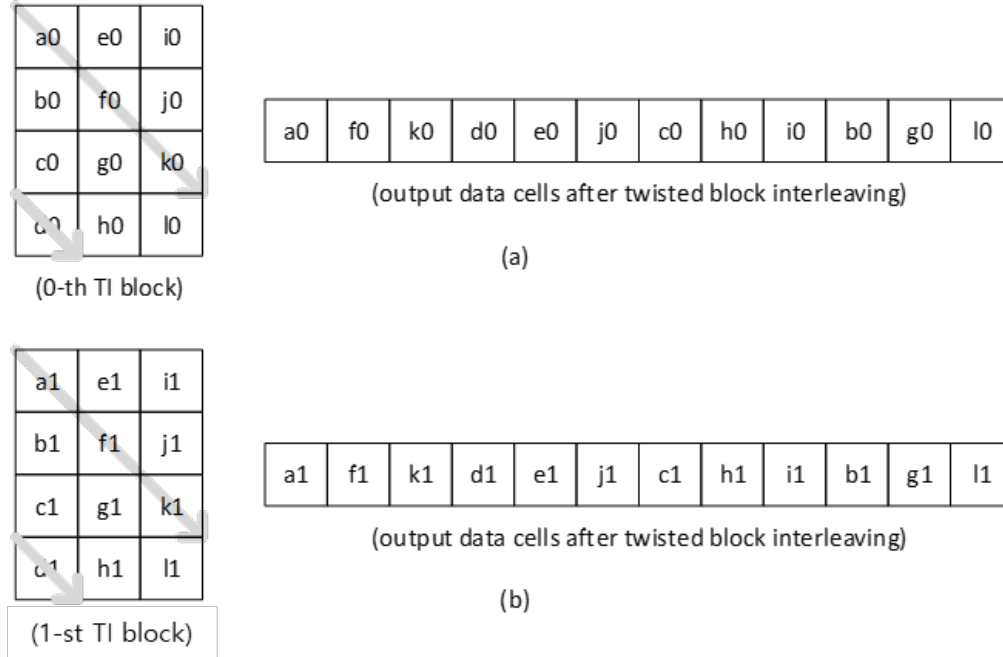 a0 e0 i0
b0 f0 j0
c0 g0 k0
d0 h0 l0
(0-th TI block)
a0 f0 k0 d0 e0 j0 c0 h0 i0 b0 g0 l0
(output data cells after twisted block interleaving)
(a)
a1 e1 i1
b1 f1 j1
c1 g1 k1
d1 h1 l1
(1-st TI block)
a1 f1 k1 d1 e1 j1 c1 h1 i1 b1 g1 l1
(output data cells after twisted block interleaving)
(b)